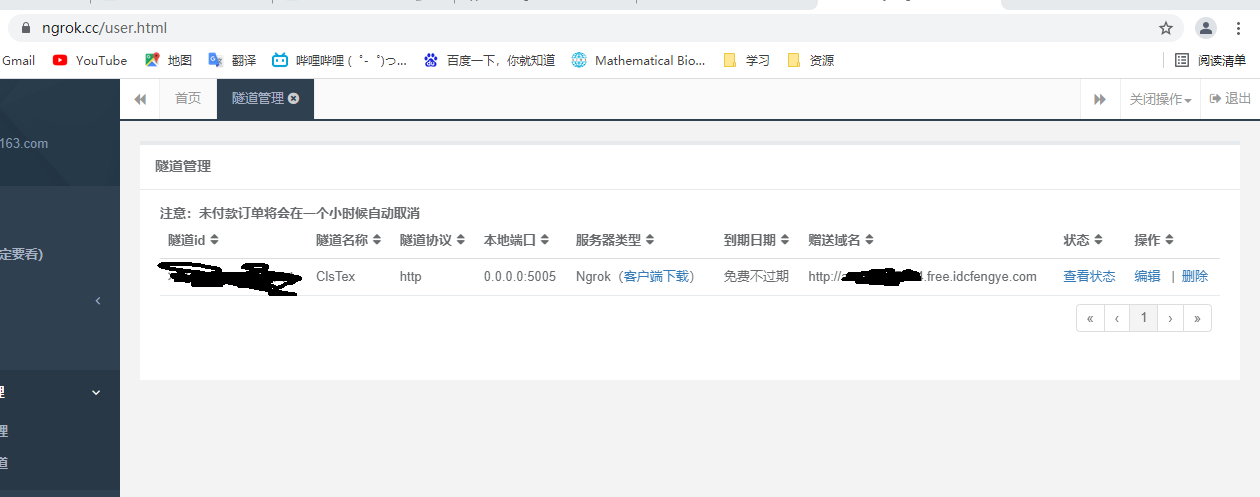 ngrok.cc/user.html
Gmail YouTube 地图 翻译 哔哩哔哩 (゜-゜)つ... 百度一下，你就知道 Mathematical Bio... 学习 资源 阅读清单
首页 隧道管理 关闭操作 退出
163.com
隧道管理
注意：未付款订单将会在一个小时候自动取消
隧道id 隧道名称 隧道协议 本地端口 服务器类型 到期日期 赠送域名 状态 操作
定要看)
ClsTex http 0.0.0.0:5005 Ngrok（客户端下载） 免费不过期 http:// .free.idcfengye.com 查看状态 编辑 | 删除
« ‹ 1 › »
理
理
道